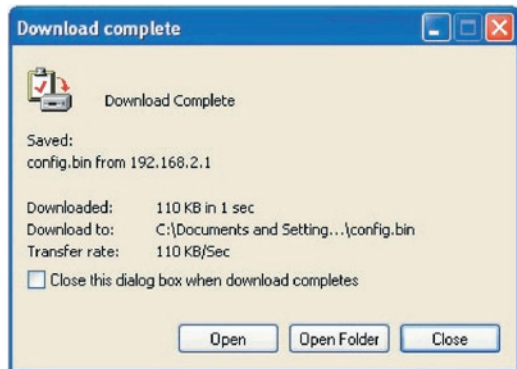 Download complete
Download Complete
Saved:
config.bin from 192.168.2.1
Downloaded: 110 KB in 1 sec
Download to: C:\Documents and Setting...\config.bin
Transfer rate: 110 KB/Sec
Close this dialog box when download completes
Open Open Folder Close